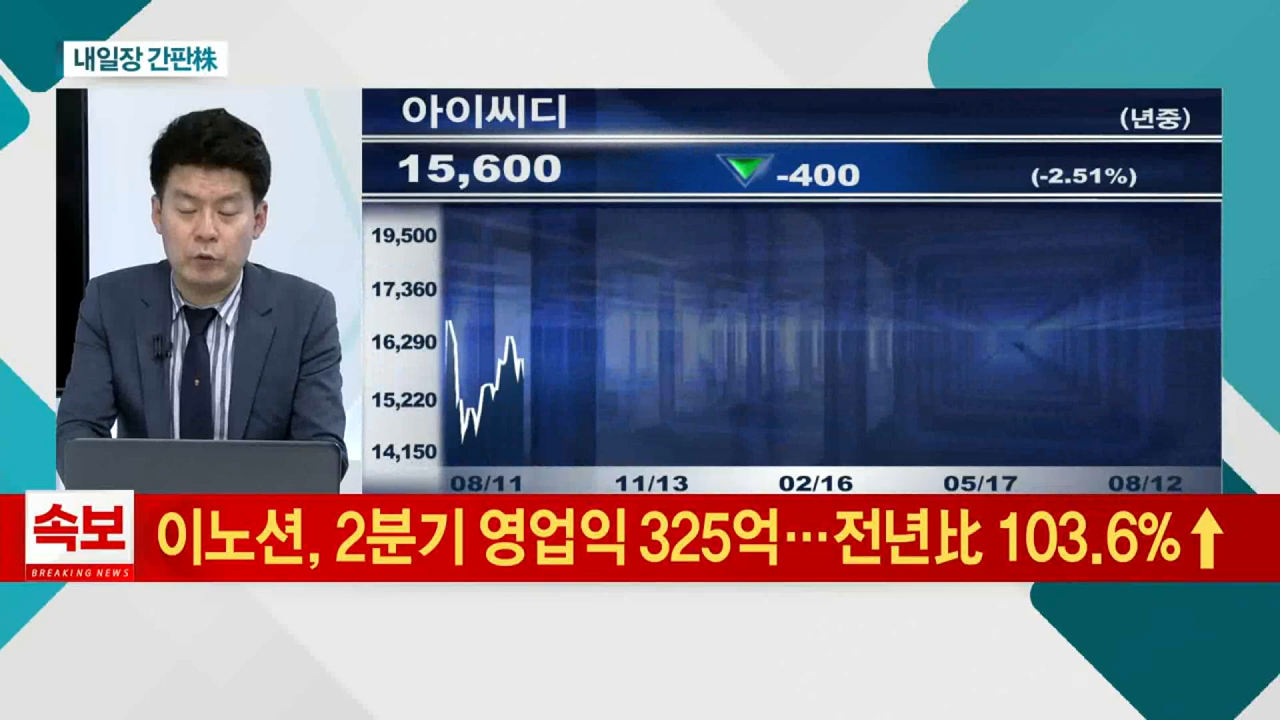 내일장 간판株
아이씨디
(년중)
15,600
-400
(-2.51%)
19,500
17,360
16,290
15,220
14,150
08/11 11/13 02/16 05/17 08/12
속보
BREAKING NEWS
이노션, 2분기 영업익 325억…전년比 103.6%↑